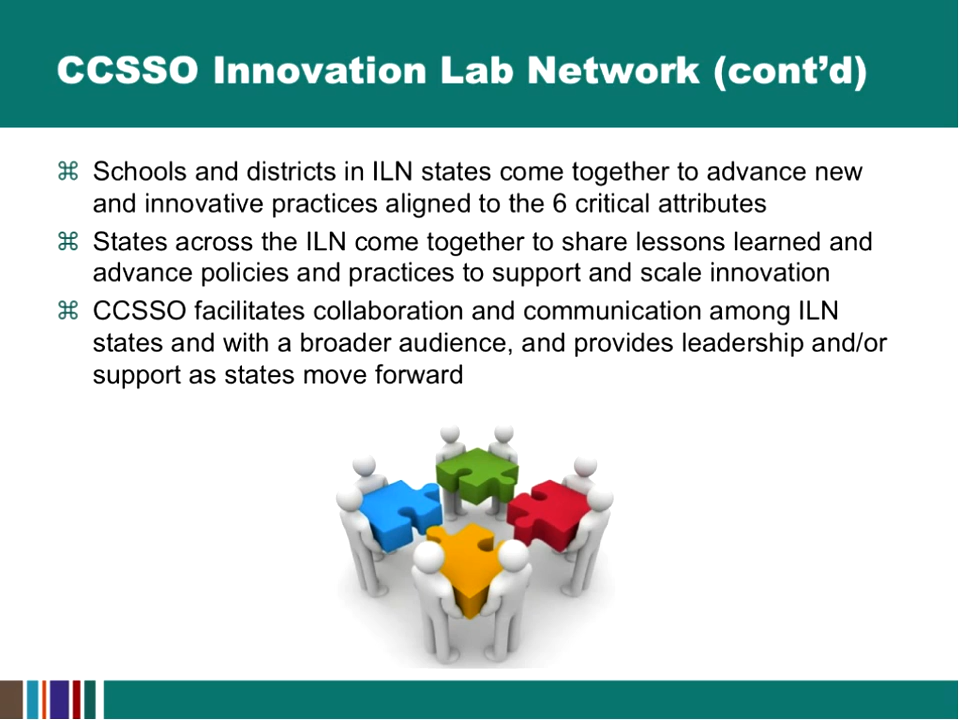 CCSSO Innovation Lab Network (cont’d)
⌘ Schools and districts in ILN states come together to advance new
and innovative practices aligned to the 6 critical attributes
⌘ States across the ILN come together to share lessons learned and
advance policies and practices to support and scale innovation
⌘ CCSSO facilitates collaboration and communication among ILN
states and with a broader audience, and provides leadership and/or
support as states move forward